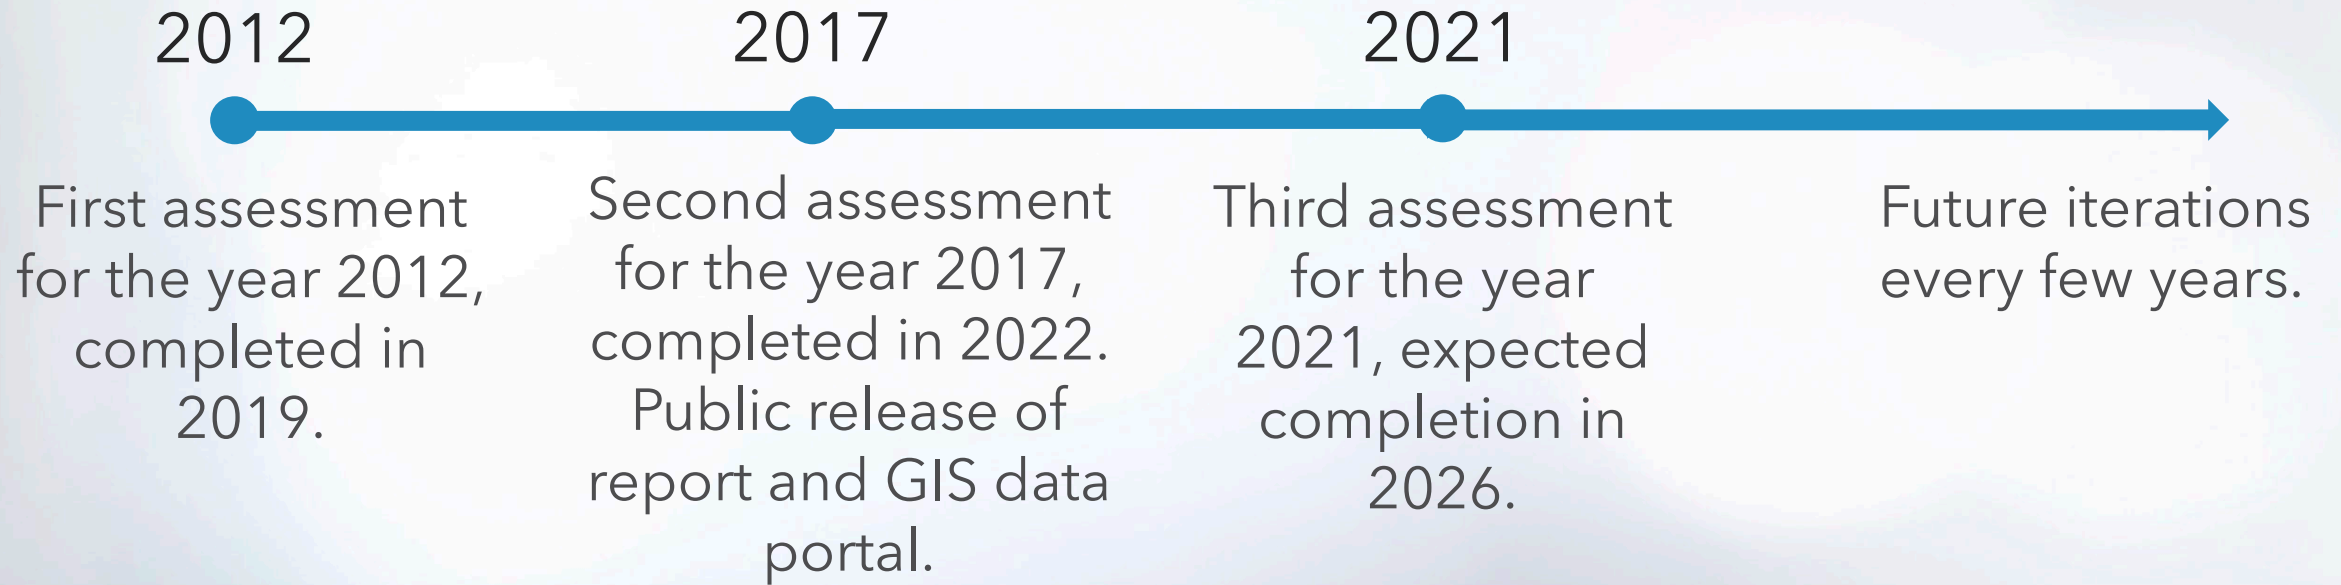 2012
First assessment
for the year 2012,
completed in
2019.
2017
Second assessment
for the year 2017,
completed in 2022.
Public release of
report and GIS data
portal.
2021
Third assessment
for the year
2021, expected
completion in
2026.
Future iterations
every few years.